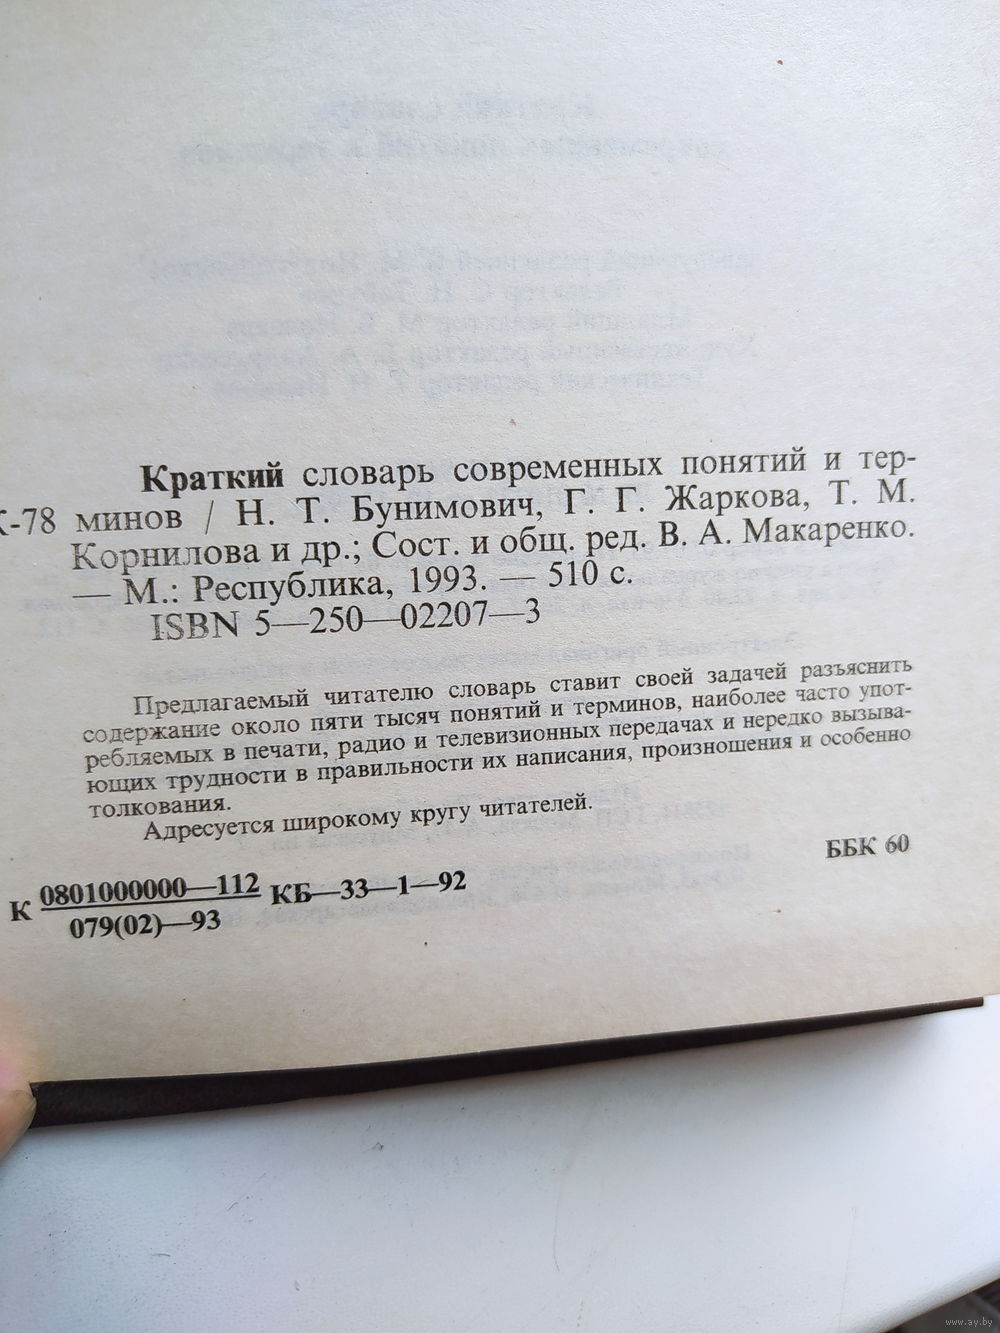 Краткий словарь современных понятий и тер-
К-78 минов / Н. Т. Бунимович, Г. Г. Жаркова, Т. М.
Корнилова и др.; Сост. и общ. ред. В. А. Макаренко.
— М.: Республика, 1993. — 510 с.
ISBN 5—250—02207—3
Предлагаемый читателю словарь ставит своей задачей разъяснить
содержание около пяти тысяч понятий и терминов, наиболее часто упот-
ребляемых в печати, радио и телевизионных передачах и нередко вызыва-
ющих трудности в правильности их написания, произношения и особенно
толкования.
Адресуется широкому кругу читателей.
ББК 60
К 0801000000—112 КБ—33—1—92
079(02)—93
www.ay.by